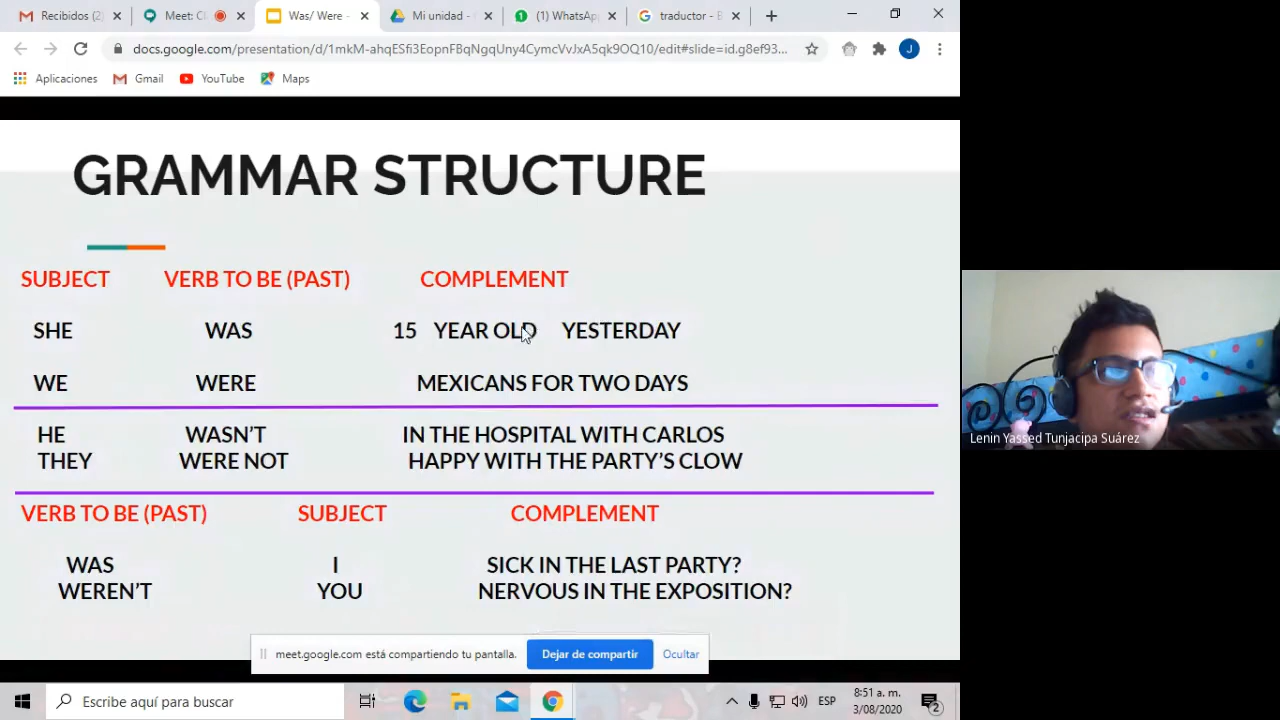 Recibidos (2)
Meet: C
Was/ Were -
Mi unidad -
(1) WhatsAp
traductor - B
docs.google.com/presentation/d/1mkM-ahqESfi3EopnFBqNgqUny4CymcVvJxA5qk9OQ10/edit#slide=id.g8ef93...
J
Aplicaciones
Gmail
YouTube
Maps
GRAMMAR STRUCTURE
SUBJECT VERB TO BE (PAST) COMPLEMENT
SHE WAS 15 YEAR OLD YESTERDAY
WE WERE MEXICANS FOR TWO DAYS
HE WASN'T IN THE HOSPITAL WITH CARLOS
THEY WERE NOT HAPPY WITH THE PARTY'S CLOW
VERB TO BE (PAST) SUBJECT COMPLEMENT
WAS I SICK IN THE LAST PARTY?
WEREN'T YOU NERVOUS IN THE EXPOSITION?
Lenin Yassed Tunjacipa Suárez
meet.google.com está compartiendo tu pantalla.
Dejar de compartir
Ocultar
Escribe aquí para buscar
ESP
8:51 a. m.
3/08/2020
2